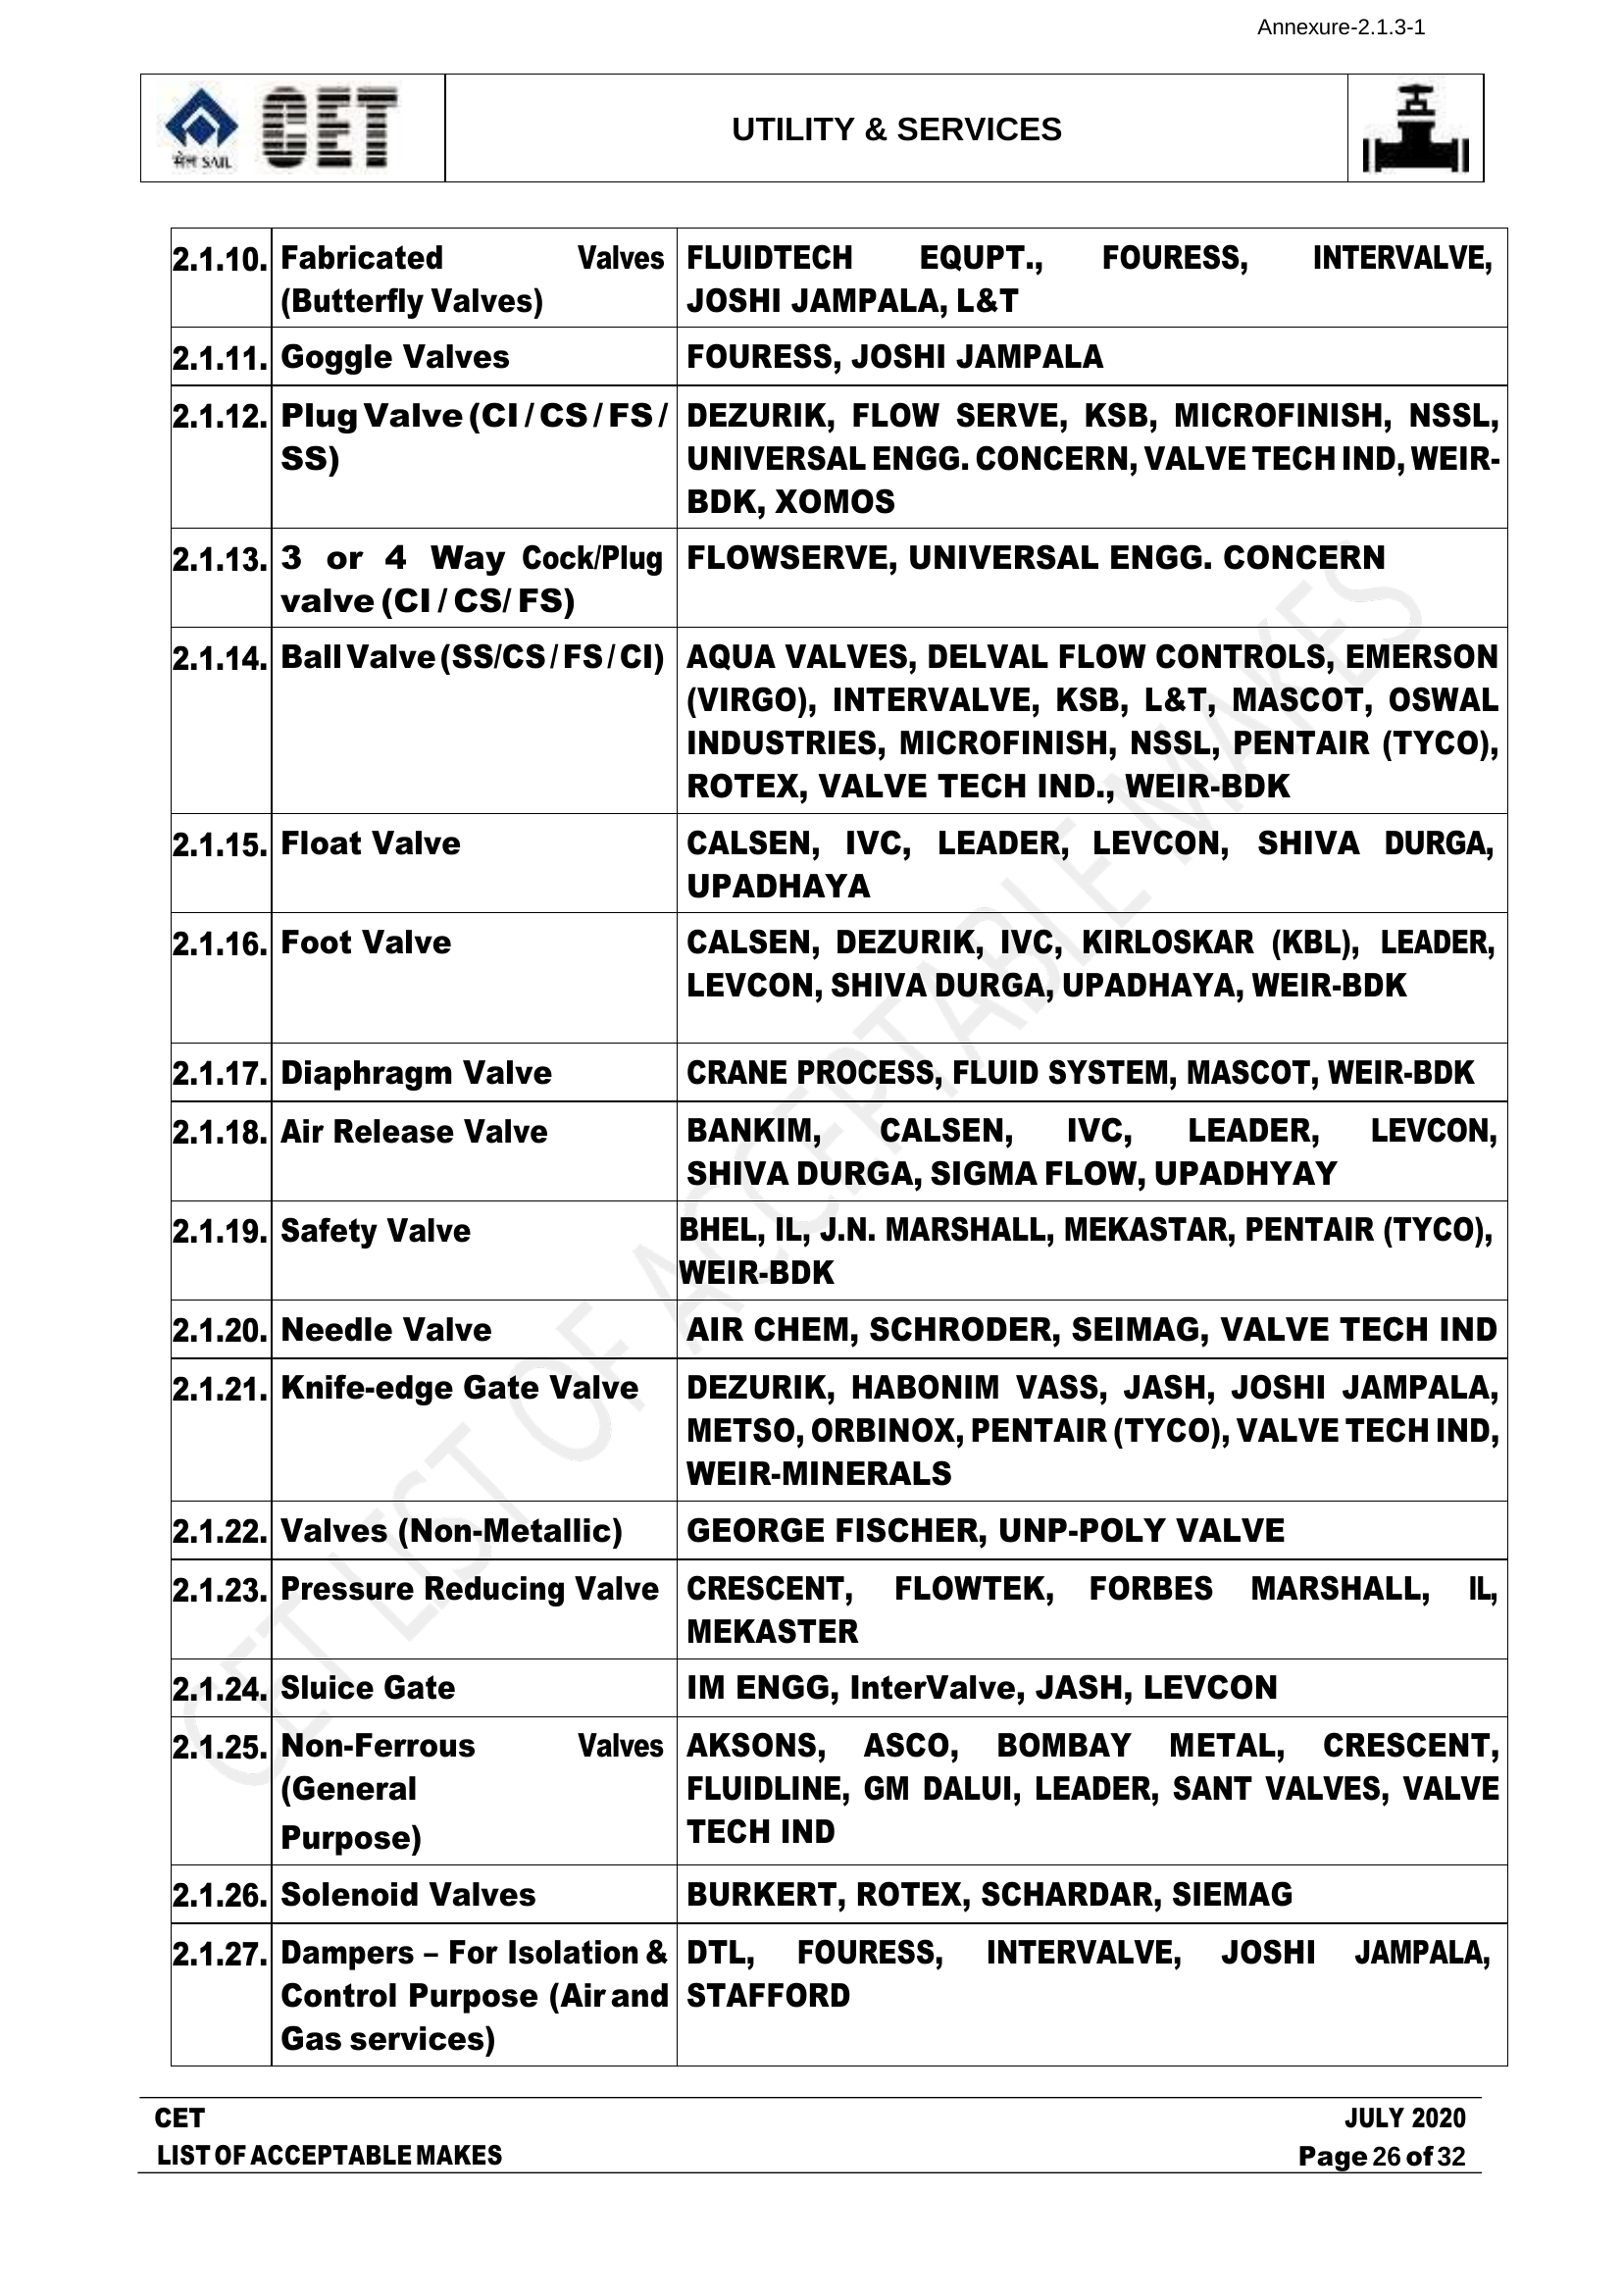 Annexure-2.1.3-1
सेल SAIL
CET
UTILITY & SERVICES
2.1.10. Fabricated Valves FLUIDTECH EQUPT., FOURESS, INTERVALVE,
(Butterfly Valves) JOSHI JAMPALA, L&T
2.1.11. Goggle Valves FOURESS, JOSHI JAMPALA
2.1.12. Plug Valve (CI / CS / FS / DEZURIK, FLOW SERVE, KSB, MICROFINISH, NSSL,
SS) UNIVERSAL ENGG. CONCERN, VALVE TECH IND, WEIR-
BDK, XOMOS
2.1.13. 3 or 4 Way Cock/Plug FLOWSERVE, UNIVERSAL ENGG. CONCERN
valve (CI / CS/ FS)
2.1.14. Ball Valve (SS/CS / FS / CI) AQUA VALVES, DELVAL FLOW CONTROLS, EMERSON
(VIRGO), INTERVALVE, KSB, L&T, MASCOT, OSWAL
INDUSTRIES, MICROFINISH, NSSL, PENTAIR (TYCO),
ROTEX, VALVE TECH IND., WEIR-BDK
2.1.15. Float Valve CALSEN, IVC, LEADER, LEVCON, SHIVA DURGA,
UPADHAYA
2.1.16. Foot Valve CALSEN, DEZURIK, IVC, KIRLOSKAR (KBL), LEADER,
LEVCON, SHIVA DURGA, UPADHAYA, WEIR-BDK
2.1.17. Diaphragm Valve CRANE PROCESS, FLUID SYSTEM, MASCOT, WEIR-BDK
2.1.18. Air Release Valve BANKIM, CALSEN, IVC, LEADER, LEVCON,
SHIVA DURGA, SIGMA FLOW, UPADHYAY
2.1.19. Safety Valve BHEL, IL, J.N. MARSHALL, MEKASTAR, PENTAIR (TYCO),
WEIR-BDK
2.1.20. Needle Valve AIR CHEM, SCHRODER, SEIMAG, VALVE TECH IND
2.1.21. Knife-edge Gate Valve DEZURIK, HABONIM VASS, JASH, JOSHI JAMPALA,
METSO, ORBINOX, PENTAIR (TYCO), VALVE TECH IND,
WEIR-MINERALS
2.1.22. Valves (Non-Metallic) GEORGE FISCHER, UNP-POLY VALVE
2.1.23. Pressure Reducing Valve CRESCENT, FLOWTEK, FORBES MARSHALL, IL,
MEKASTER
2.1.24. Sluice Gate IM ENGG, InterValve, JASH, LEVCON
2.1.25. Non-Ferrous Valves AKSONS, ASCO, BOMBAY METAL, CRESCENT,
(General FLUIDLINE, GM DALUI, LEADER, SANT VALVES, VALVE
Purpose) TECH IND
2.1.26. Solenoid Valves BURKERT, ROTEX, SCHARDAR, SIEMAG
2.1.27. Dampers – For Isolation & DTL, FOURESS, INTERVALVE, JOSHI JAMPALA,
Control Purpose (Air and STAFFORD
Gas services)
CET LIST OF ACCEPTABLE MAKES
CET JULY 2020
LIST OF ACCEPTABLE MAKES Page 26 of 32